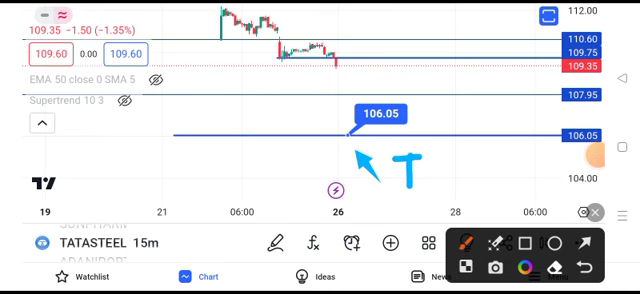 112.00
109.35 −1.50 (−1.35%)
110.60
109.60 0.00 109.60
109.75
109.35
EMA 50 close 0 SMA 5
Supertrend 10 3
107.95
106.05
106.05
T
104.00
19 21 06:00 26 28 06:00
TATASTEEL 15m
Watchlist Chart Ideas News Menu